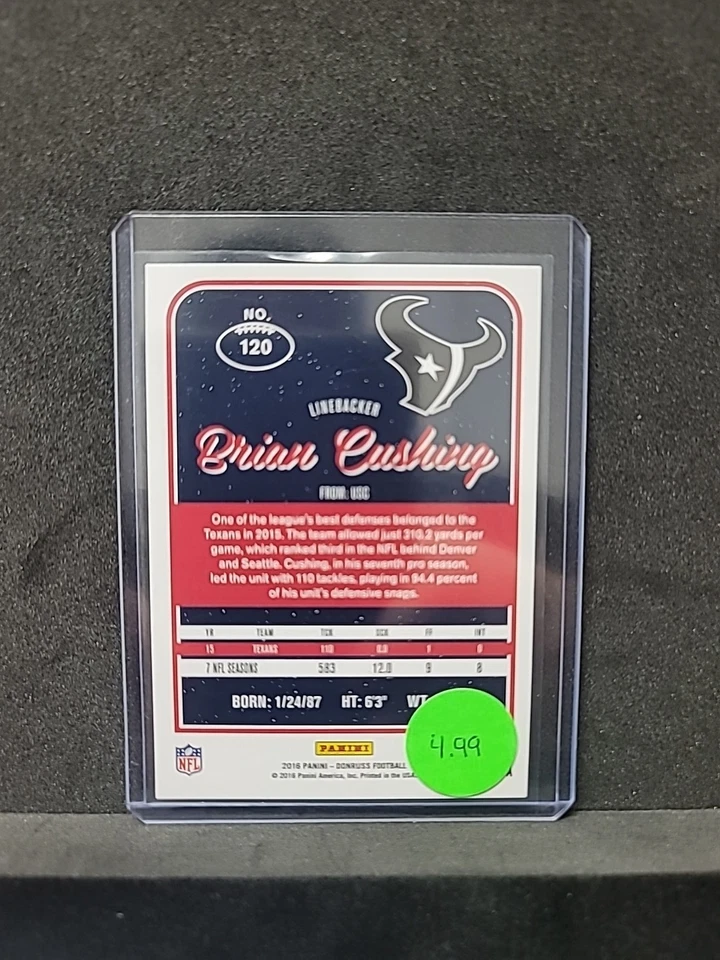 NO.
120
LINEBACKER
Brian Cushing
FROM: USC
One of the league's best defenses belonged to the
Texans in 2015. The team allowed just 310.2 yards per
game, which ranked third in the NFL behind Denver
and Seattle. Cushing, in his seventh pro season,
led the unit with 110 tackles, playing in 94.4 percent
of his unit's defensive snaps.
YR TEAM TCK SCK FF INT
15 TEXANS 110 0.0 1 0
7 NFL SEASONS 583 12.0 9 8
BORN: 1/24/87 HT: 6'3" WT
4.99
PANINI
NFL
2016 PANINI – DONRUSS FOOTBALL
© 2016 Panini America, Inc. Printed in the USA